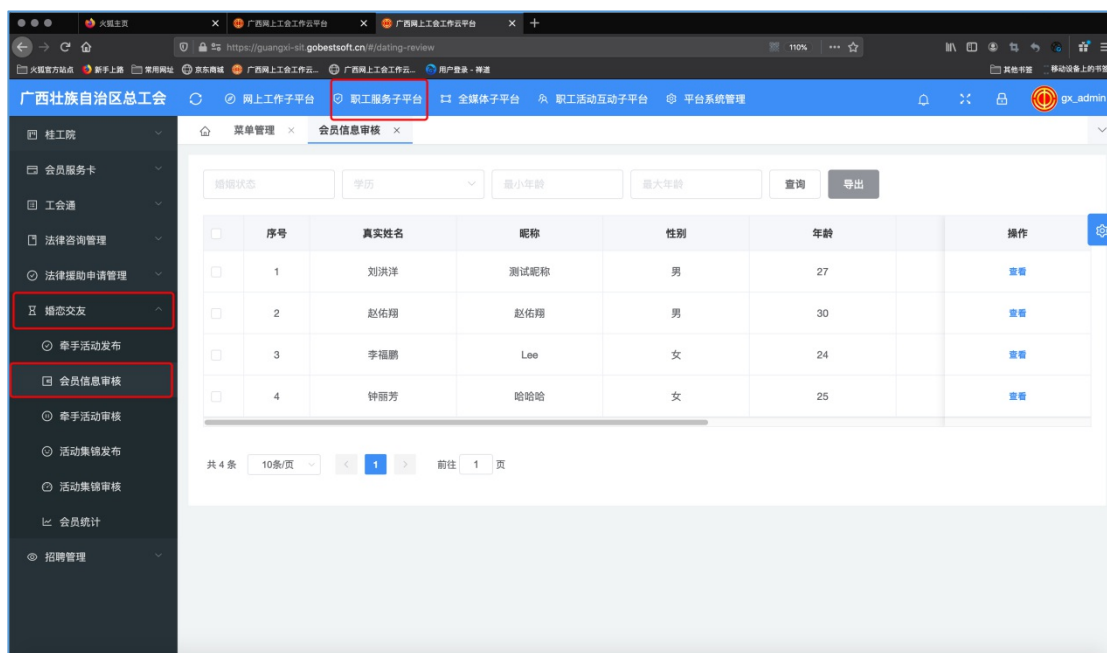 火狐主页 广西网上工会工作云平台 广西网上工会工作云平台
https://guangxi-sit.gobestsoft.cn/#/dating-review 110%
火狐官方站点 新手上路 常用网址 京东商城 广西网上工会工作云... 广西网上工会工作云... 用户登录 - 禅道 其他书签 移动设备上的书签
广西壮族自治区总工会 网上工作子平台 职工服务子平台 全媒体子平台 职工活动互动子平台 平台系统管理 gx_admin
桂工院
会员服务卡
工会通
法律咨询管理
法律援助申请管理
婚恋交友
牵手活动发布
会员信息审核
牵手活动审核
活动集锦发布
活动集锦审核
会员统计
招聘管理
菜单管理 会员信息审核
婚姻状态 学历 最小年龄 最大年龄 查询 导出
序号 真实姓名 昵称 性别 年龄 操作
1 刘洪洋 测试昵称 男 27 查看
2 赵佑翔 赵佑翔 男 30 查看
3 李福鹏 Lee 女 24 查看
4 钟丽芳 哈哈哈 女 25 查看
共 4 条 10条/页 1 前往 1 页